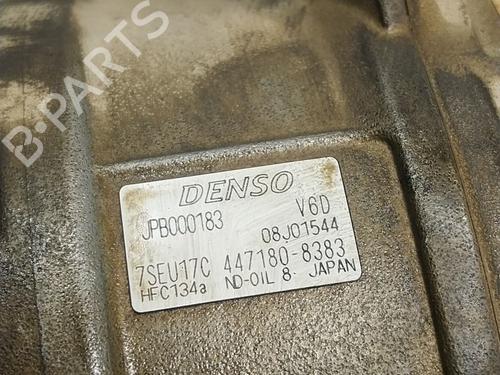 B-PARTS
DENSO
JPB000183 V6D
08J01544
7SEU17C 447180-8383
HFC134a ND-OIL 8 JAPAN